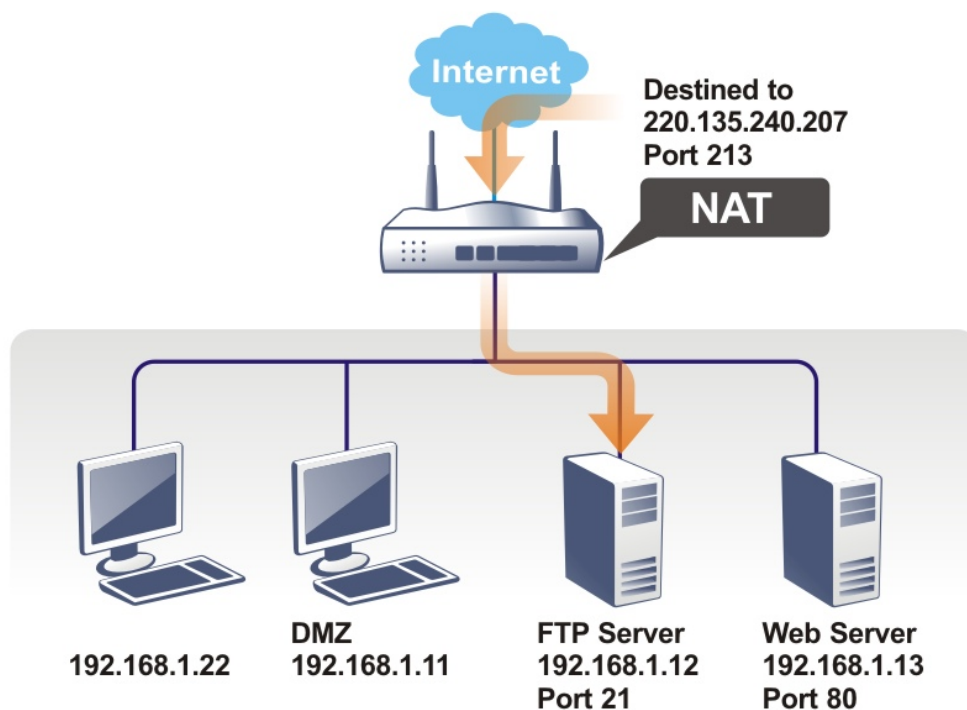 Internet
Destined to
220.135.240.207
Port 213
NAT
192.168.1.22
DMZ
192.168.1.11
FTP Server
192.168.1.12
Port 21
Web Server
192.168.1.13
Port 80